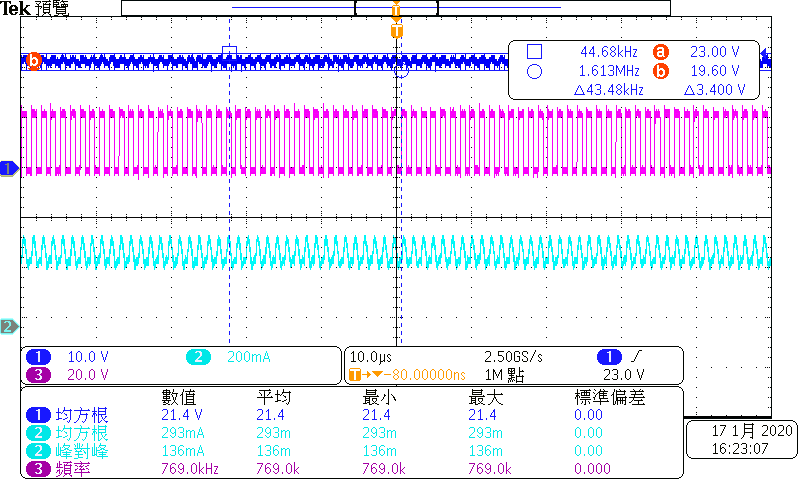 Tek 預覽
T
T
b
44.68kHz a 23.00 V
1.613MHz b 19.60 V
△43.48kHz △3.400 V
1
2
1 10.0 V 2 200mA
3 20.0 V
10.0µs 2.50GS/s 1
T→▼−80.00000ns 1M 點 23.0 V
數值 平均 最小 最大 標準偏差
1 均方根 21.4 V 21.4 21.4 21.4 0.00
2 均方根 293mA 293m 293m 293m 0.00
2 峰對峰 136mA 136m 136m 136m 0.00
3 頻率 769.0kHz 769.0k 769.0k 769.0k 0.000
17 1月 2020
16:23:07